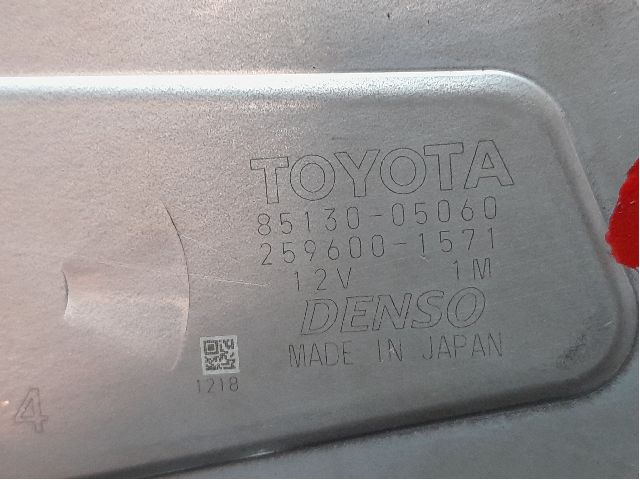 TOYOTA
85130-05060
259600-1571
12V 1M
DENSO
MADE IN JAPAN
1218
4